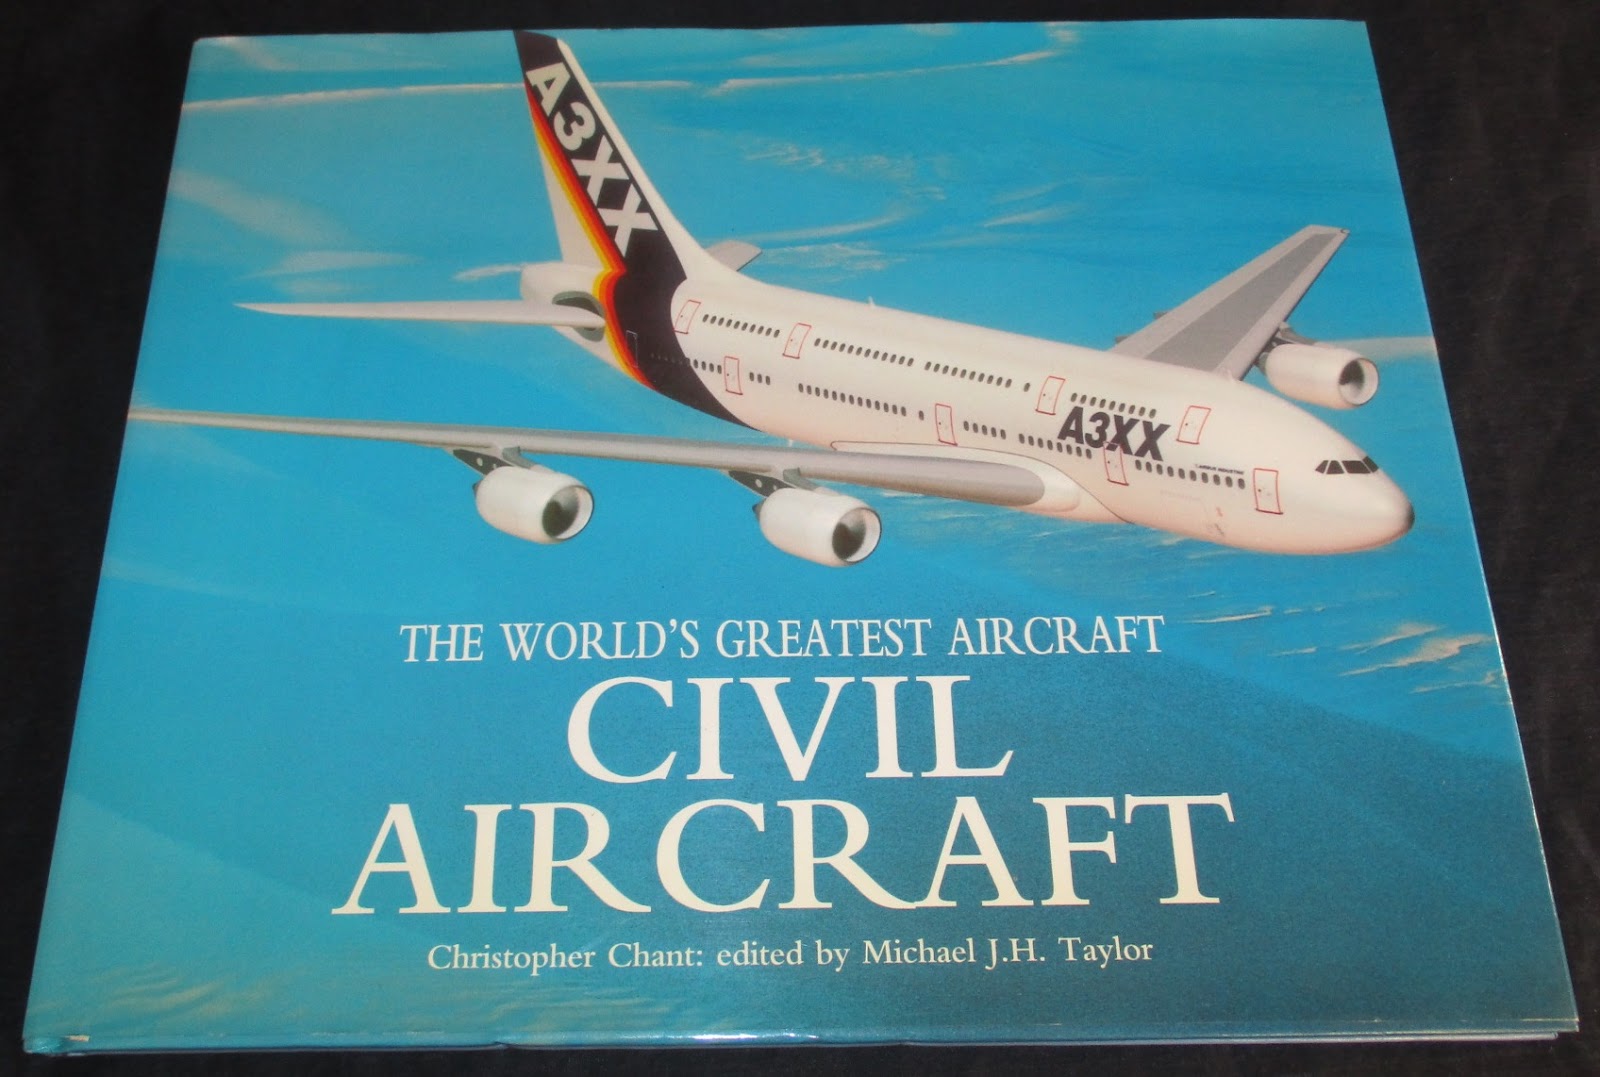 A3XX
A3XX
THE WORLD'S GREATEST AIRCRAFT
CIVIL
AIRCRAFT
Christopher Chant: edited by Michael J.H. Taylor